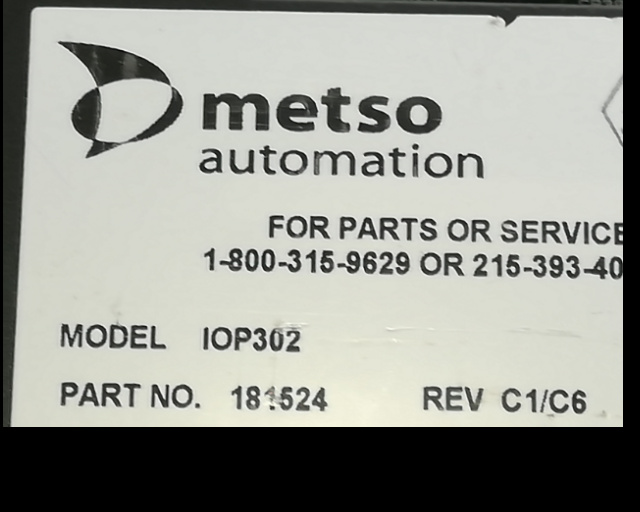 metso
automation
FOR PARTS OR SERVICE
1-800-315-9629 OR 215-393-40
MODEL IOP302
PART NO. 181524 REV C1/C6